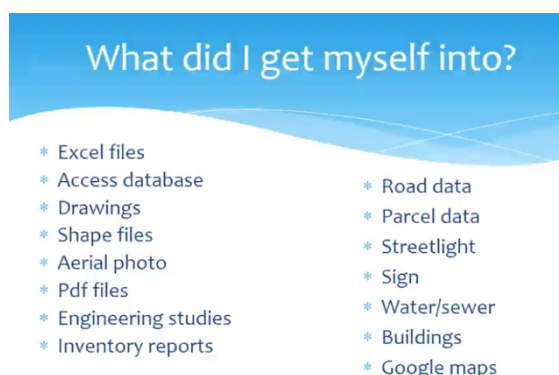 What did I get myself into?
* Excel files
* Access database
* Drawings
* Shape files
* Aerial photo
* Pdf files
* Engineering studies
* Inventory reports
* Road data
* Parcel data
* Streetlight
* Sign
* Water/sewer
* Buildings
* Google maps